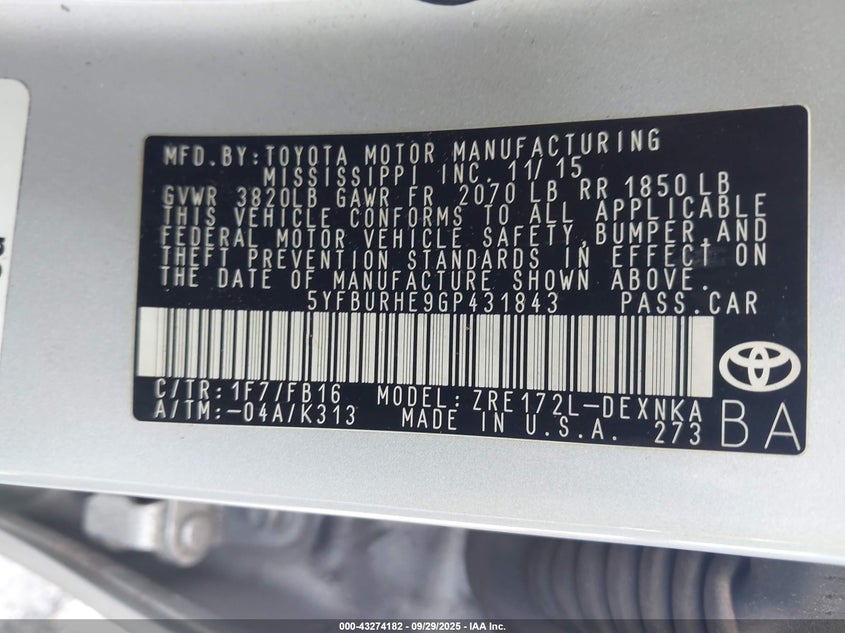 MFD.BY:TOYOTA MOTOR MANUFACTURING
MISSISSIPPI INC. 11/15
GVWR 3820LB GAWR FR 2070 LB RR 1850 LB
THIS VEHICLE CONFORMS TO ALL APPLICABLE
FEDERAL MOTOR VEHICLE SAFETY,BUMPER,AND
THEFT PREVENTION STANDARDS IN EFFECT ON
THE DATE OF MANUFACTURE SHOWN ABOVE.
5YFBURHE9GP431843 PASS.CAR
C/TR:1F7/FB16 MODEL:ZRE172L-DEXNKA
A/TM:-04A/K313 MADE IN U.S.A. 273 BA
000-43274182 - 09/29/2025 - IAA Inc.